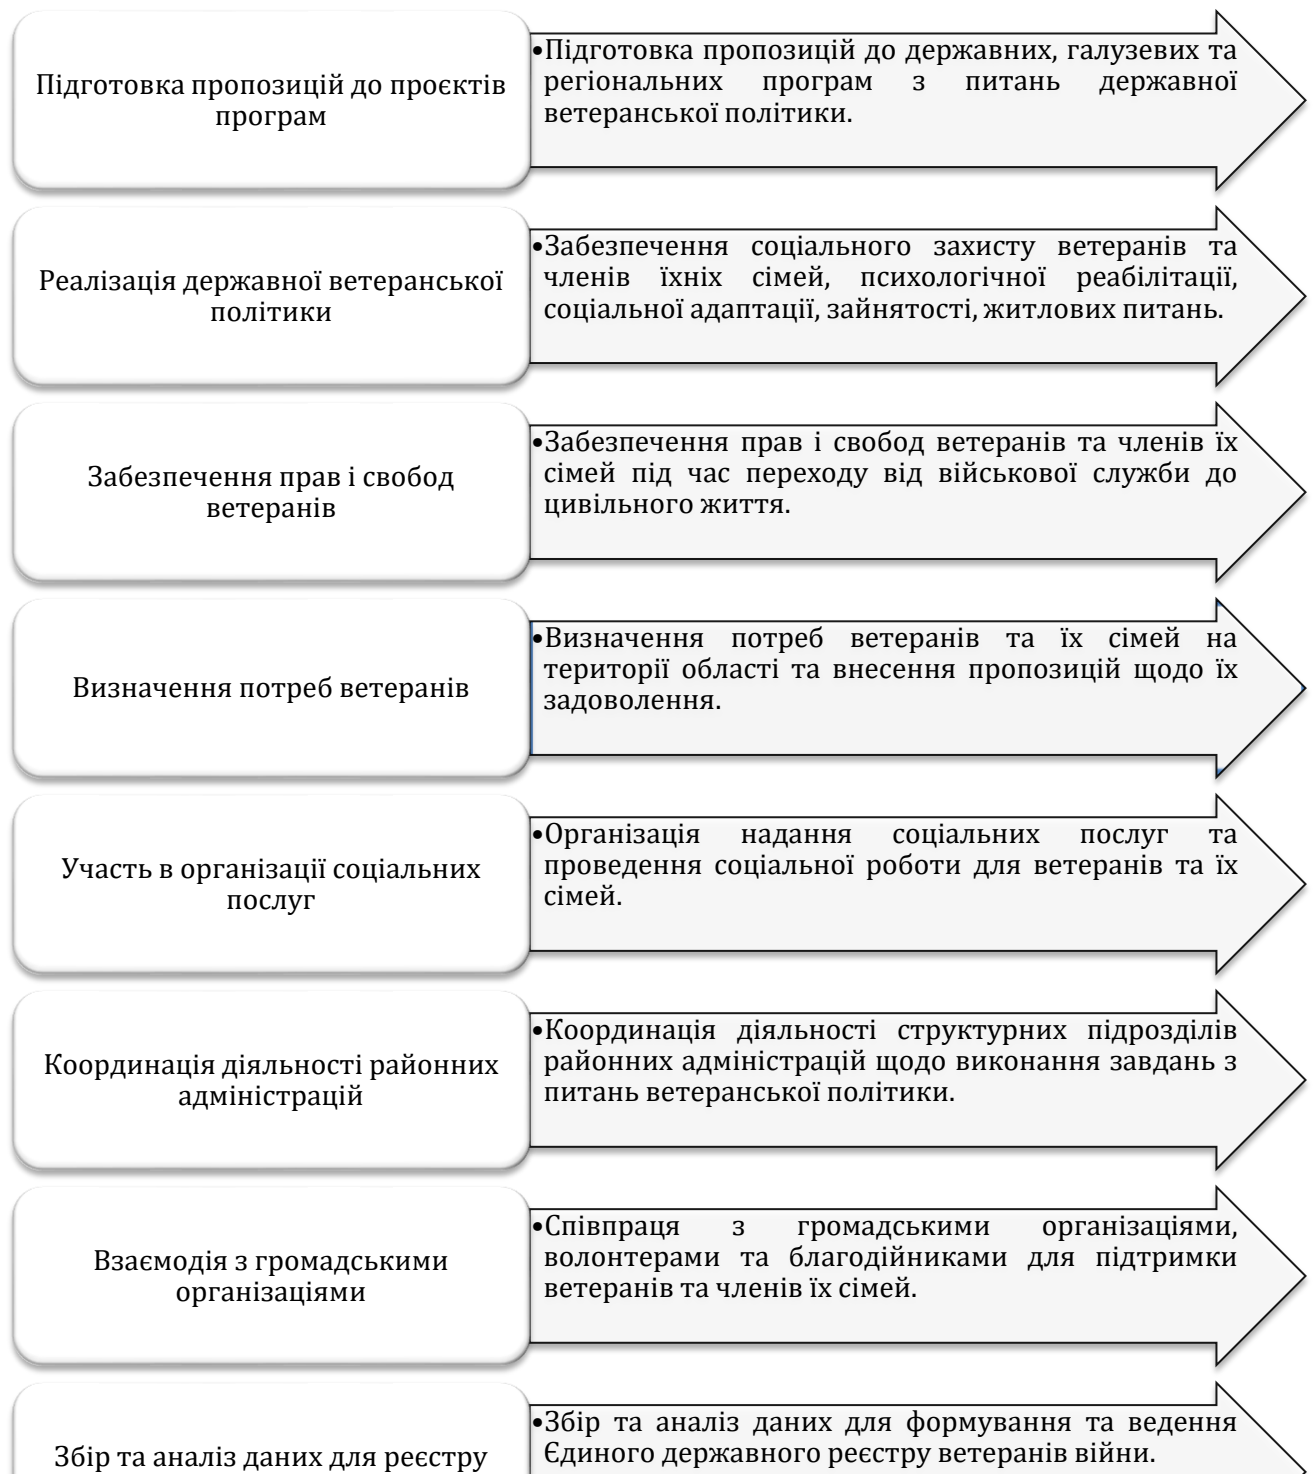 Підготовка пропозицій до проєктів
програм
•Підготовка пропозицій до державних, галузевих та
регіональних програм з питань державної
ветеранської політики.
Реалізація державної ветеранської
політики
•Забезпечення соціального захисту ветеранів та
членів їхніх сімей, психологічної реабілітації,
соціальної адаптації, зайнятості, житлових питань.
Забезпечення прав і свобод
ветеранів
•Забезпечення прав і свобод ветеранів та членів їх
сімей під час переходу від військової служби до
цивільного життя.
Визначення потреб ветеранів
•Визначення потреб ветеранів та їх сімей на
території області та внесення пропозицій щодо їх
задоволення.
Участь в організації соціальних
послуг
•Організація надання соціальних послуг та
проведення соціальної роботи для ветеранів та їх
сімей.
Координація діяльності районних
адміністрацій
•Координація діяльності структурних підрозділів
районних адміністрацій щодо виконання завдань з
питань ветеранської політики.
Взаємодія з громадськими
організаціями
•Співпраця з громадськими організаціями,
волонтерами та благодійниками для підтримки
ветеранів та членів їх сімей.
Збір та аналіз даних для реєстру
•Збір та аналіз даних для формування та ведення
Єдиного державного реєстру ветеранів війни.